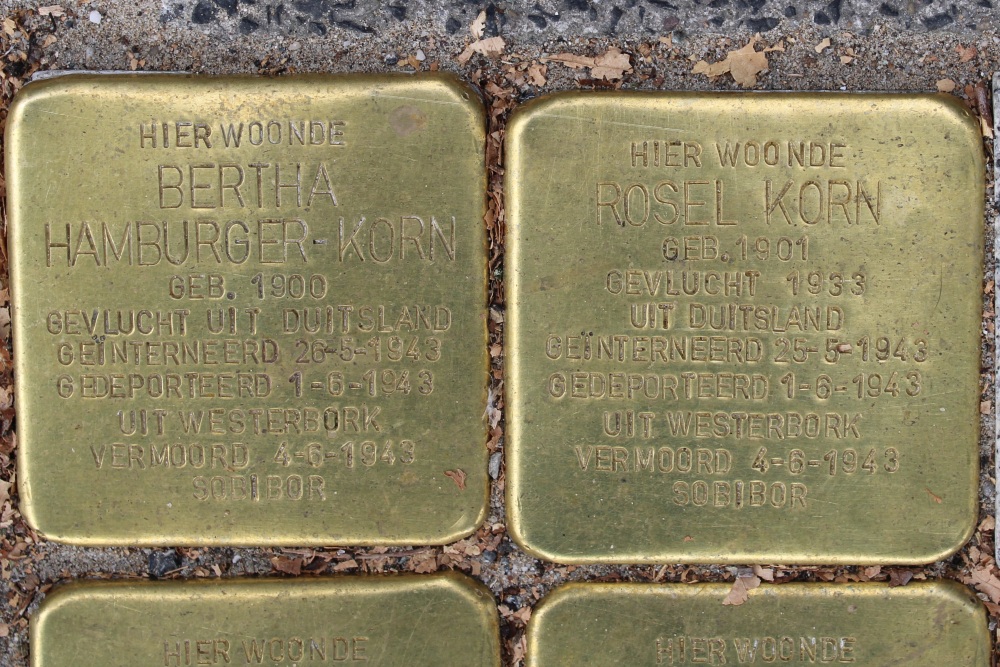 HIER WOONDE
BERTHA
HAMBURGER-KORN
GEB. 1900
GEVLUCHT UIT DUITSLAND
GEÏNTERNEERD 26-5-1943
GEDEPORTEERD 1-6-1943
UIT WESTERBORK
VERMOORD 4-6-1943
SOBIBOR
HIER WOONDE
ROSEL KORN
GEB. 1901
GEVLUCHT 1933
UIT DUITSLAND
GEÏNTERNEERD 25-5-1943
GEDEPORTEERD 1-6-1943
UIT WESTERBORK
VERMOORD 4-6-1943
SOBIBOR
HIER WOONDE
HIER WOONDE